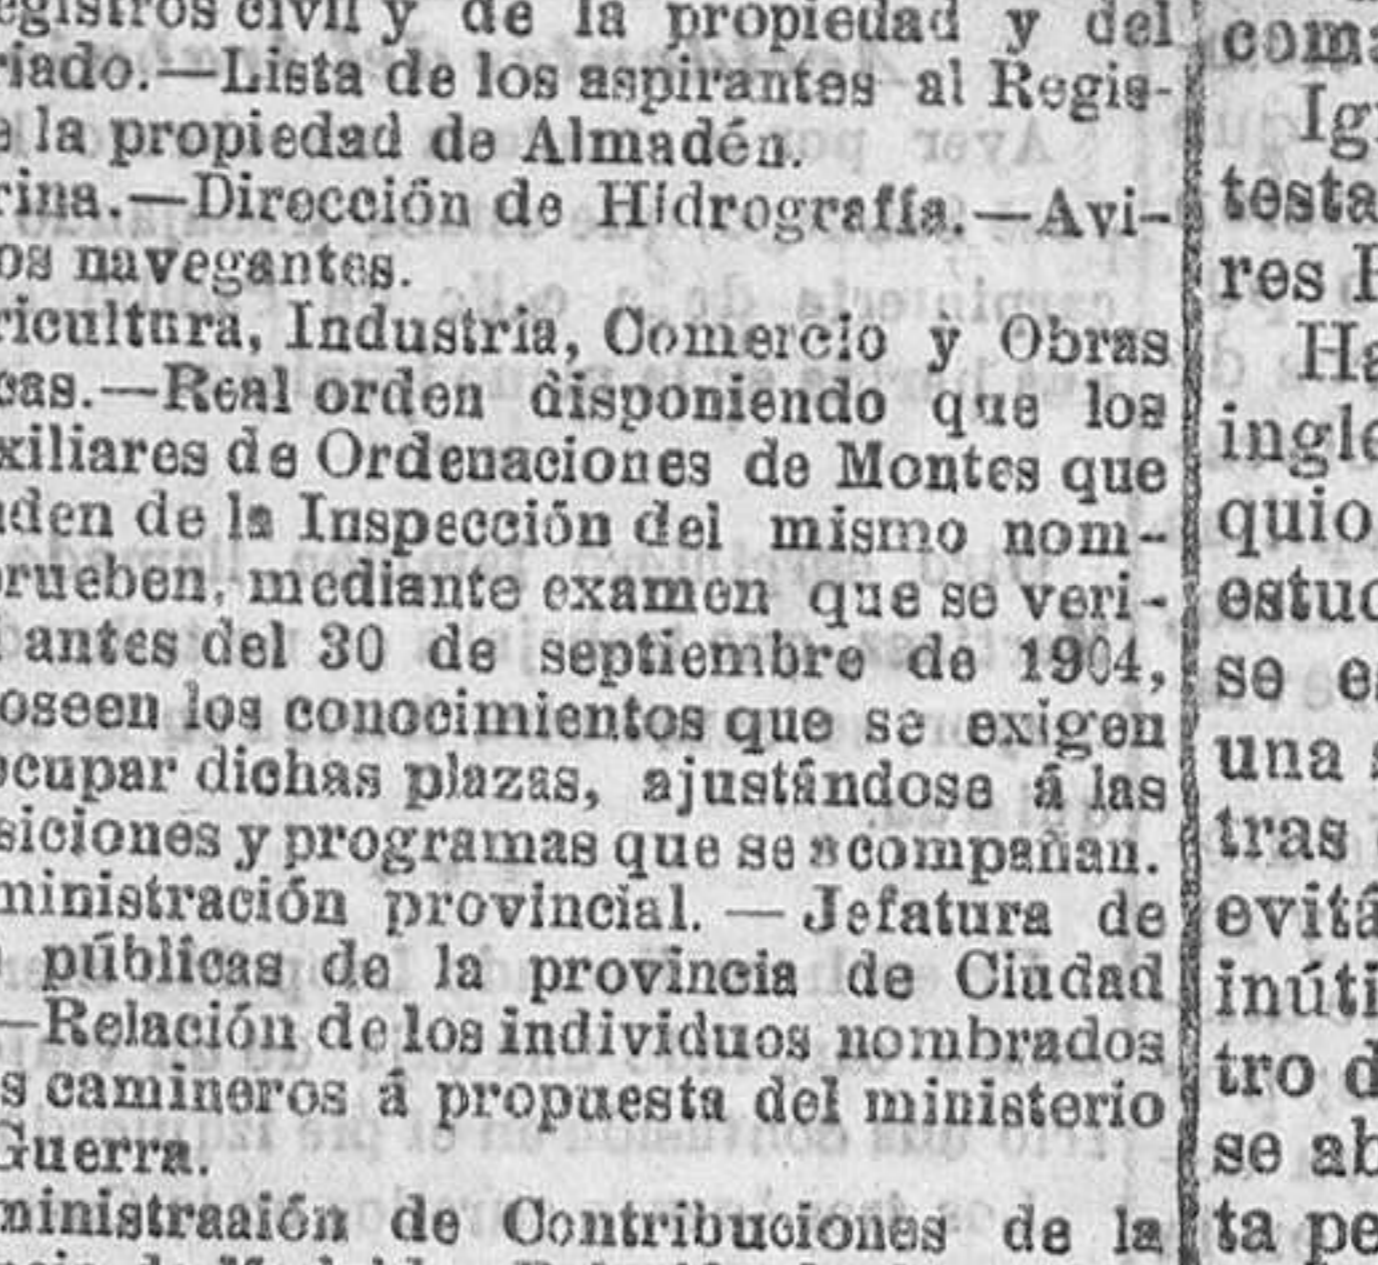 egistros civil y de la propiedad y del
riado.—Lista de los aspirantes al Regis-
e la propiedad de Almadén.
rina.—Dirección de Hidrografía.—Avi-
os navegantes.
ricultura, Industria, Comercio y Obras
cas.—Real orden disponiendo que los
xiliares de Ordenaciones de Montes que
nden de la Inspección del mismo nom-
prueben, mediante examen que se veri-
antes del 30 de septiembre de 1904,
oseen los conocimientos que se exigen
ocupar dichas plazas, ajustándose á las
siciones y programas que se acompañan.
ministración provincial. — Jefatura de
públicas de la provincia de Ciudad
—Relación de los individuos nombrados
s camineros á propuesta del ministerio
Guerra.
ministraaión de Contribuciones de la
coma
Ig
testa
res
Ha
ingle
quio
estud
se e
una s
tras
evitá
inúti
tro d
se ab
ta pe